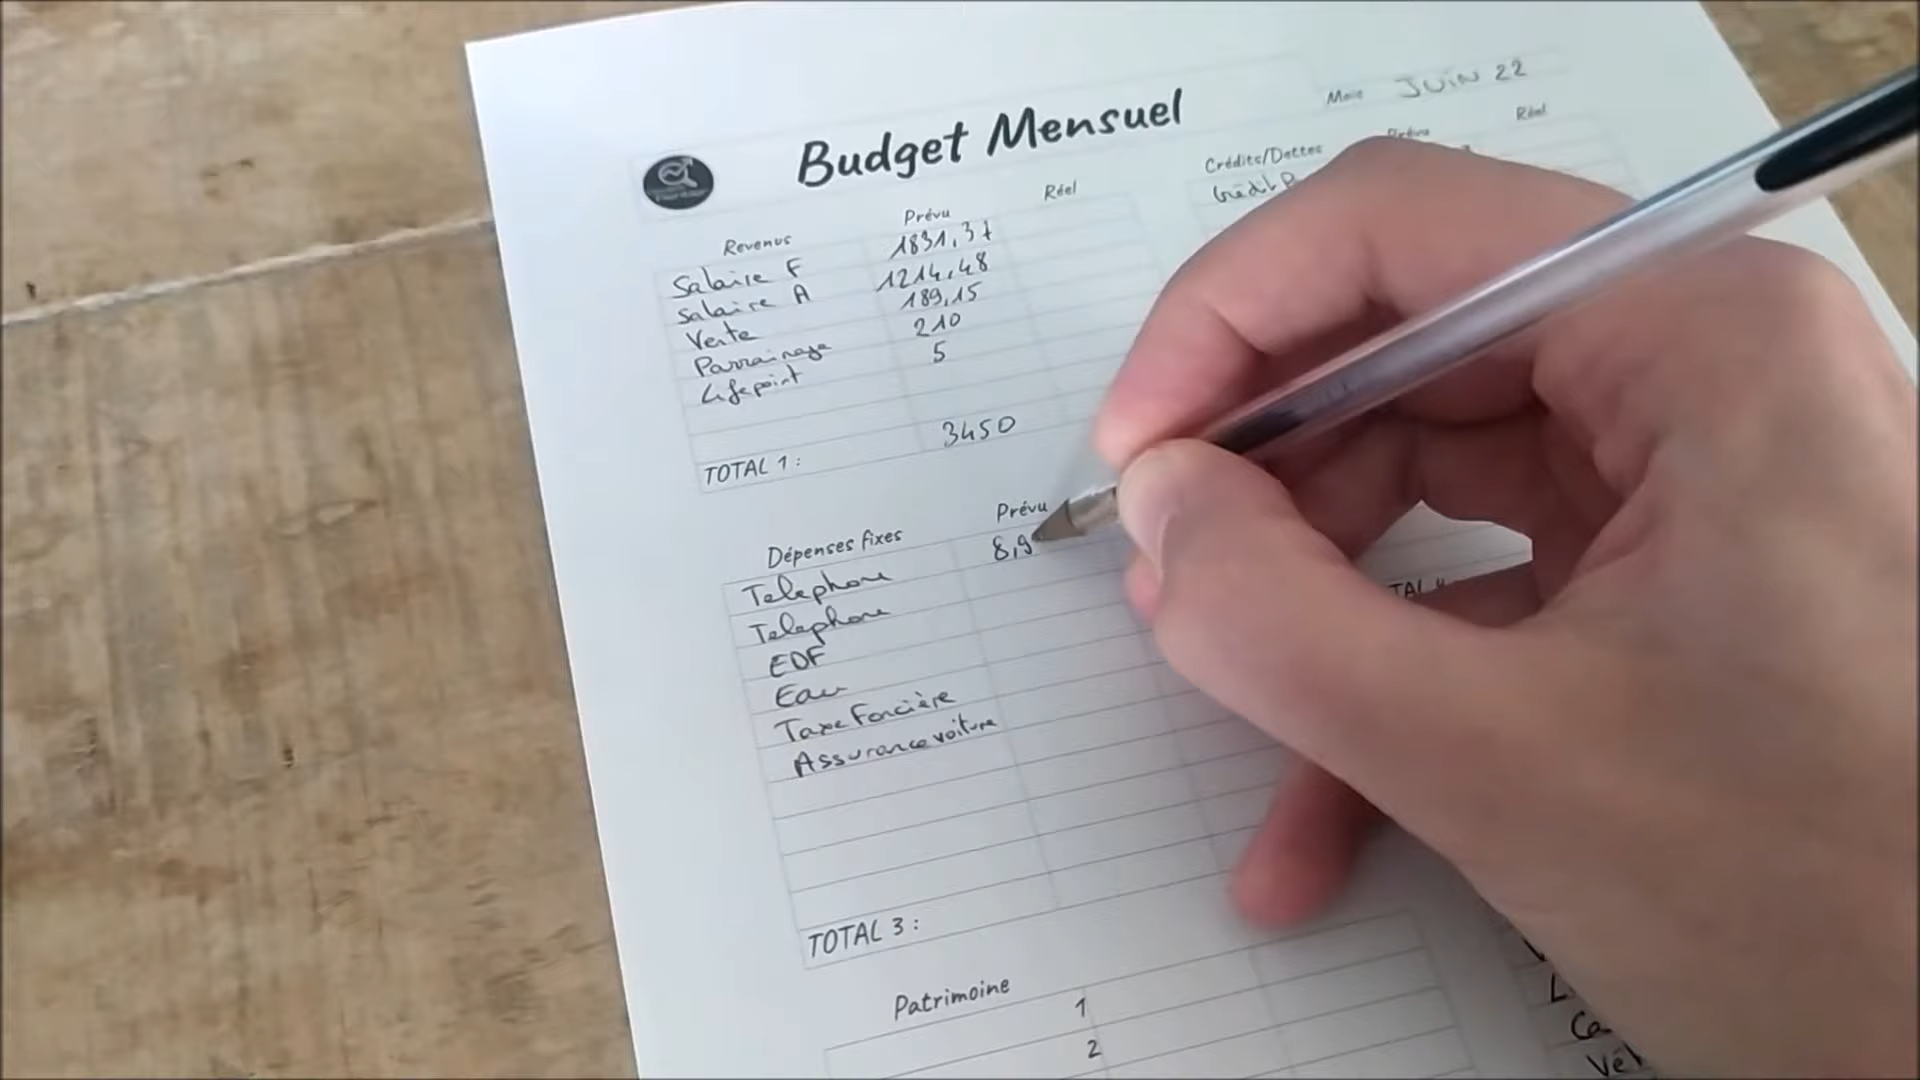 Budget Mensuel
Mois JUIN 22
Revenus Prévu Réel
Salaire F 1831,37
Salaire A 1214,48
Vente 189,15
Parrainage 210
Lifepoint 5
TOTAL 1 : 3450
Crédits/Dettes Prévu Réel
Crédit
Dépenses fixes Prévu
Telephone 8,9
Telephone
EDF
Eau
Taxe Foncière
Assurance voiture
TOTAL 3 :
Patrimoine
1
2